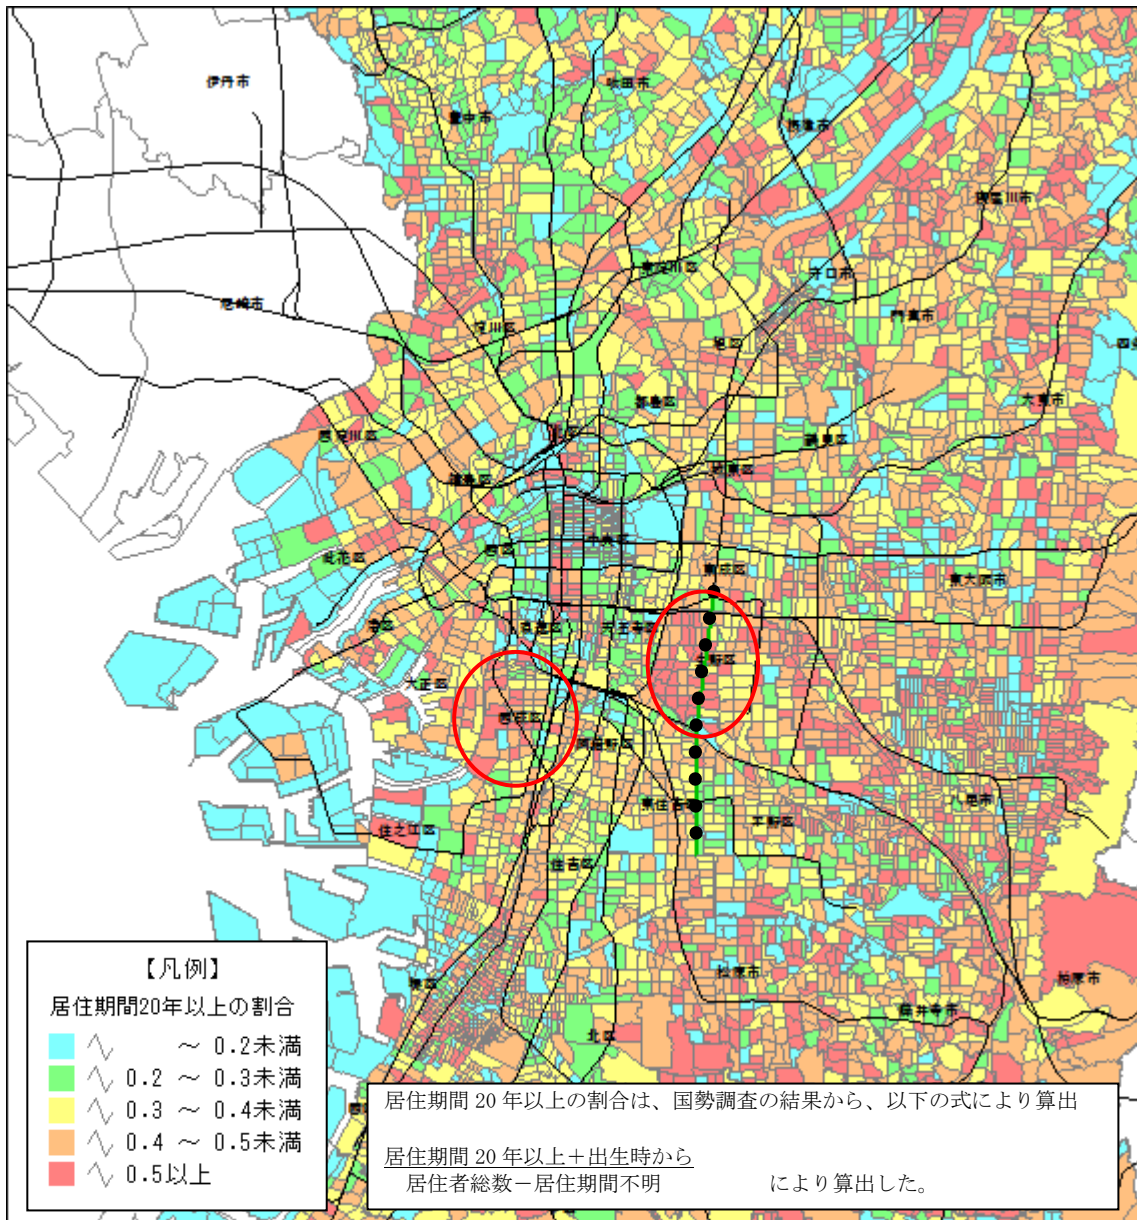 伊丹市
吹田市
豊中市
摂津市
寝屋川市
東淀川区
守口市
尼崎市
門真市
淀川区
旭区
大東市
都島区
西淀川区
北区
鶴見区
城東区
福島区
中央区
西区
此花区
東成区
東大阪市
港区
浪速区
天王寺
生野区
大正区
西成区
阿倍野区
八尾市
東住吉
平野区
住之江区
住吉区
松原市
柏原市
堺区
藤井寺市
北区
【凡例】
居住期間20年以上の割合
～ 0.2未満
0.2 ～ 0.3未満
0.3 ～ 0.4未満
0.4 ～ 0.5未満
0.5以上
居住期間 20 年以上の割合は、国勢調査の結果から、以下の式により算出
居住期間 20 年以上＋出生時から
居住者総数－居住期間不明 により算出した。